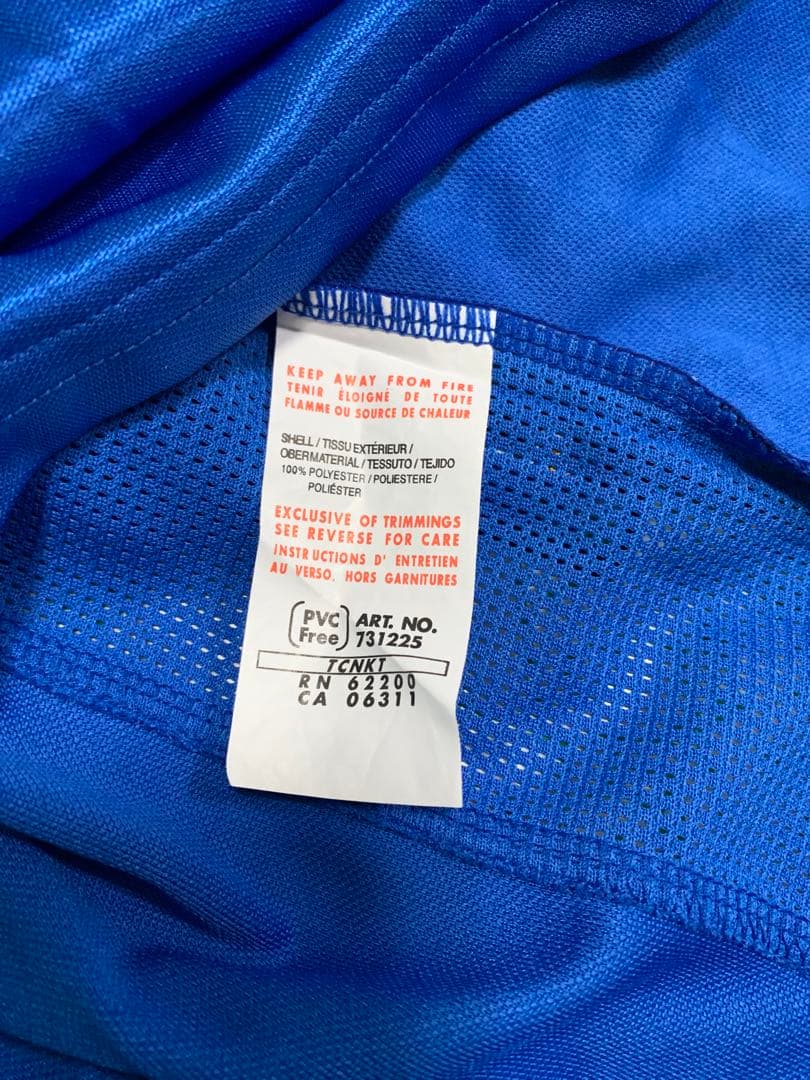 KEEP AWAY FROM FIRE
TENIR ÉLOIGNÉ DE TOUTE
FLAMME OU SOURCE DE CHALEUR
SHELL / TISSU EXTÉRIEUR /
OBERMATERIAL / TESSUTO / TEJIDO
100% POLYESTER / POLIESTERE /
POLIÉSTER
EXCLUSIVE OF TRIMMINGS
SEE REVERSE FOR CARE
INSTRUCTIONS D' ENTRETIEN
AU VERSO, HORS GARNITURES
PVC Free
ART. NO.
731225
TCNKT
RN 62200
CA 06311